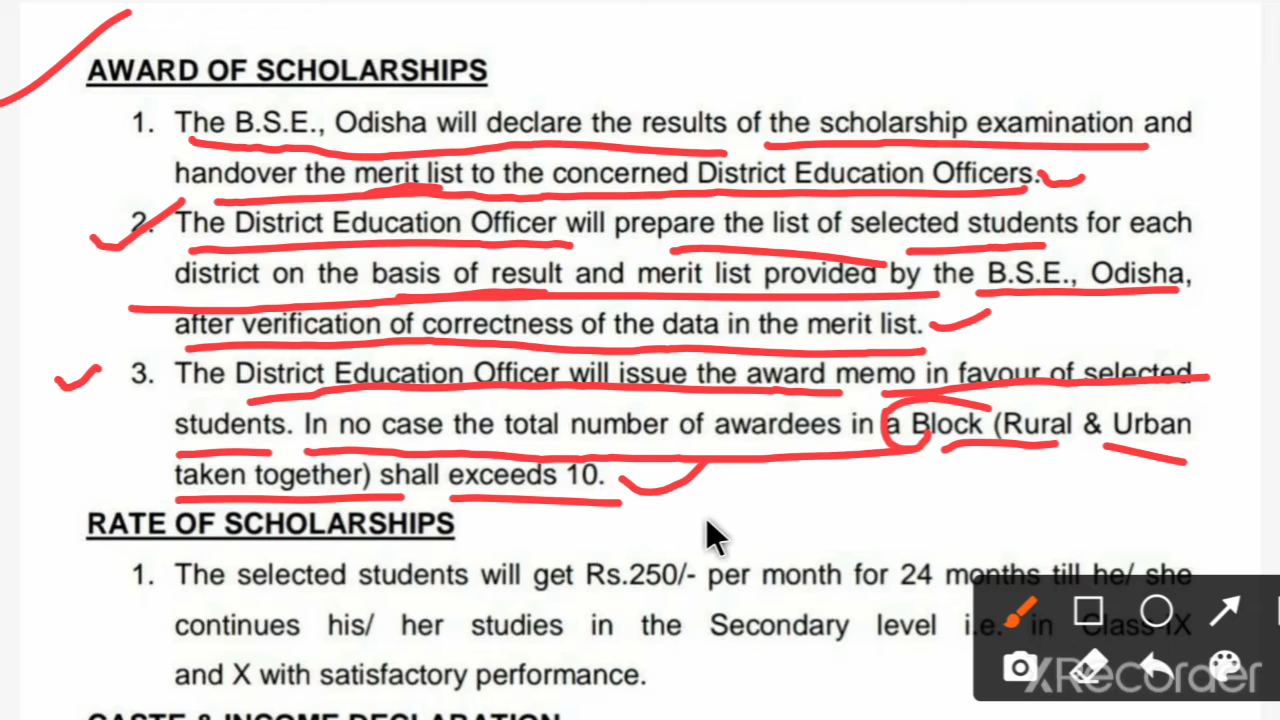 AWARD OF SCHOLARSHIPS
1. The B.S.E., Odisha will declare the results of the scholarship examination and
handover the merit list to the concerned District Education Officers.
2. The District Education Officer will prepare the list of selected students for each
district on the basis of result and merit list provided by the B.S.E., Odisha,
after verification of correctness of the data in the merit list.
3. The District Education Officer will issue the award memo in favour of selected
students. In no case the total number of awardees in a Block (Rural & Urban
taken together) shall exceeds 10.
RATE OF SCHOLARSHIPS
1. The selected students will get Rs.250/- per month for 24 months till he/ she
continues his/ her studies in the Secondary level i.e. in Class-IX
and X with satisfactory performance.
XRecorder
CASTE & INCOME DECLARATION